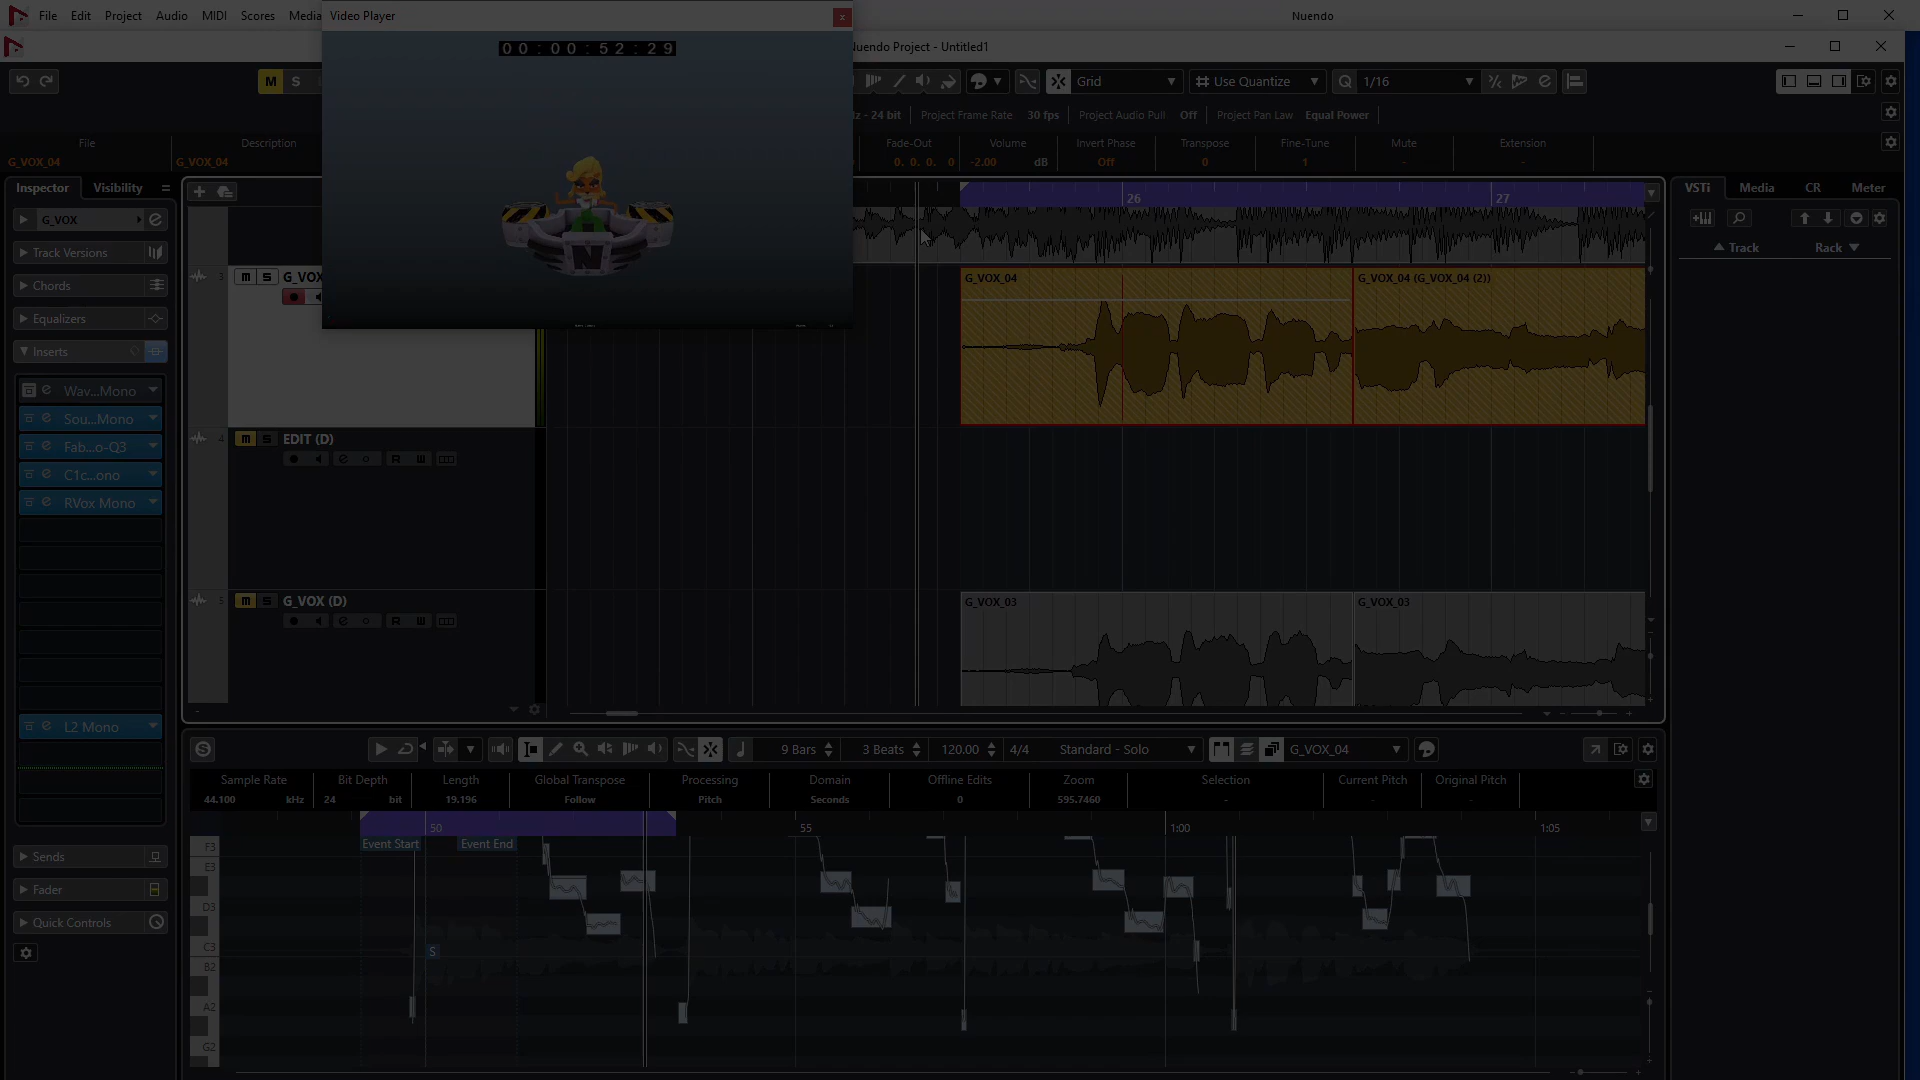 File Edit Project Audio MIDI Scores Media
Video Player
Nuendo
00:00:52:29
Nuendo Project - Untitled1
M S
Grid
Use Quantize
1/16
24 bit Project Frame Rate 30 fps Project Audio Pull Off Project Pan Law Equal Power
File Description Fade-Out Volume Invert Phase Transpose Fine-Tune Mute Extension
G_VOX_04 G_VOX_04 0. 0. 0. 0 -2.00 dB Off 0 1 - -
Inspector Visibility
VSTi Media CR Meter
26 27
G_VOX
Track Versions
Track Rack
m S G_VOX
G_VOX_04 G_VOX_04 (G_VOX_04 (2))
3
Chords
Equalizers
Inserts
Wav...Mono
Sou...Mono
Fab...o-Q3
C1c...ono
RVox Mono
4 m S EDIT (D)
R W
5 m S G_VOX (D)
R W
G_VOX_03 G_VOX_03
L2 Mono
9 Bars 3 Beats 120.00 4/4 Standard - Solo G_VOX_04
Sample Rate Bit Depth Length Global Transpose Processing Domain Offline Edits Zoom Selection Current Pitch Original Pitch
44.100 kHz 24 bit 19.196 Follow Pitch Seconds 0 595.7460 - - -
50 55 1:00 1:05
Event Start Event End
F3
E3
D3
C3
B2
A2
G2
S
Sends
Fader
Quick Controls